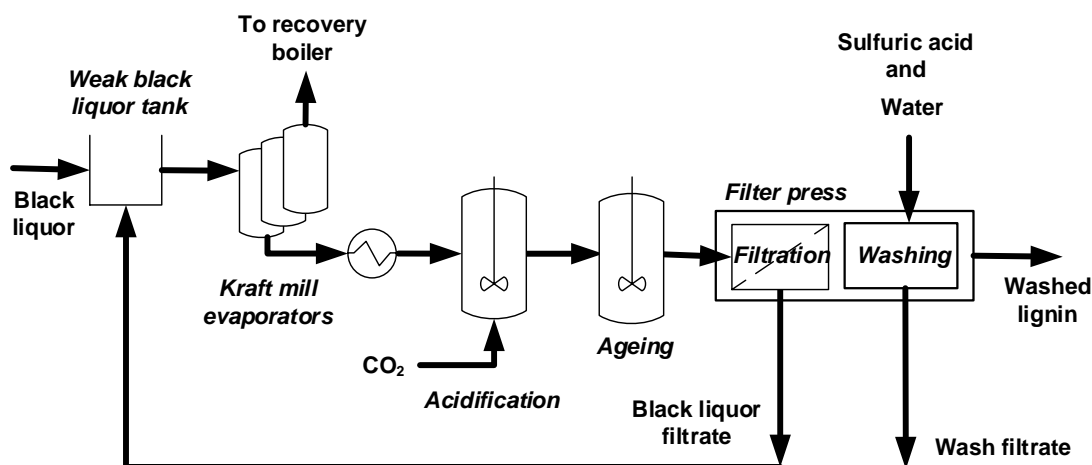 To recovery
boiler
Weak black
liquor tank
Sulfuric acid
and
Water
Black
liquor
Filter press
Filtration
Washing
Kraft mill
evaporators
Washed
lignin
Ageing
CO₂
Acidification
Black liquor
filtrate
Wash filtrate